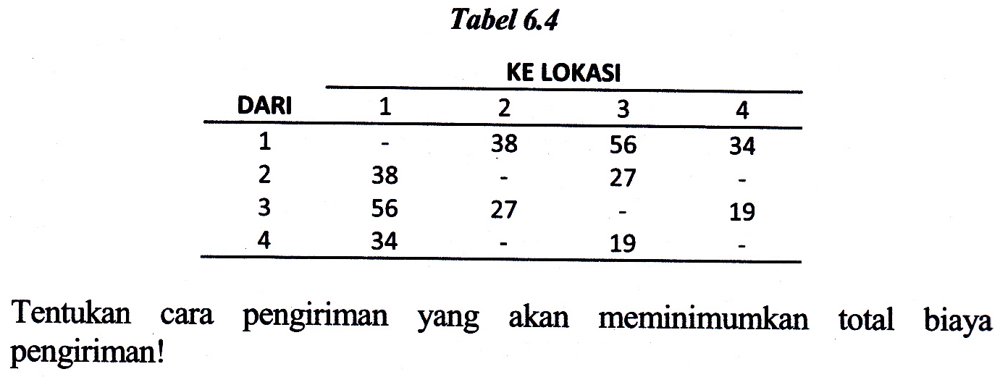 Tabel 6.4
KE LOKASI
DARI 1 2 3 4
1 - 38 56 34
2 38 - 27 -
3 56 27 - 19
4 34 - 19 -
Tentukan cara pengiriman yang akan meminimumkan total biaya
pengiriman!